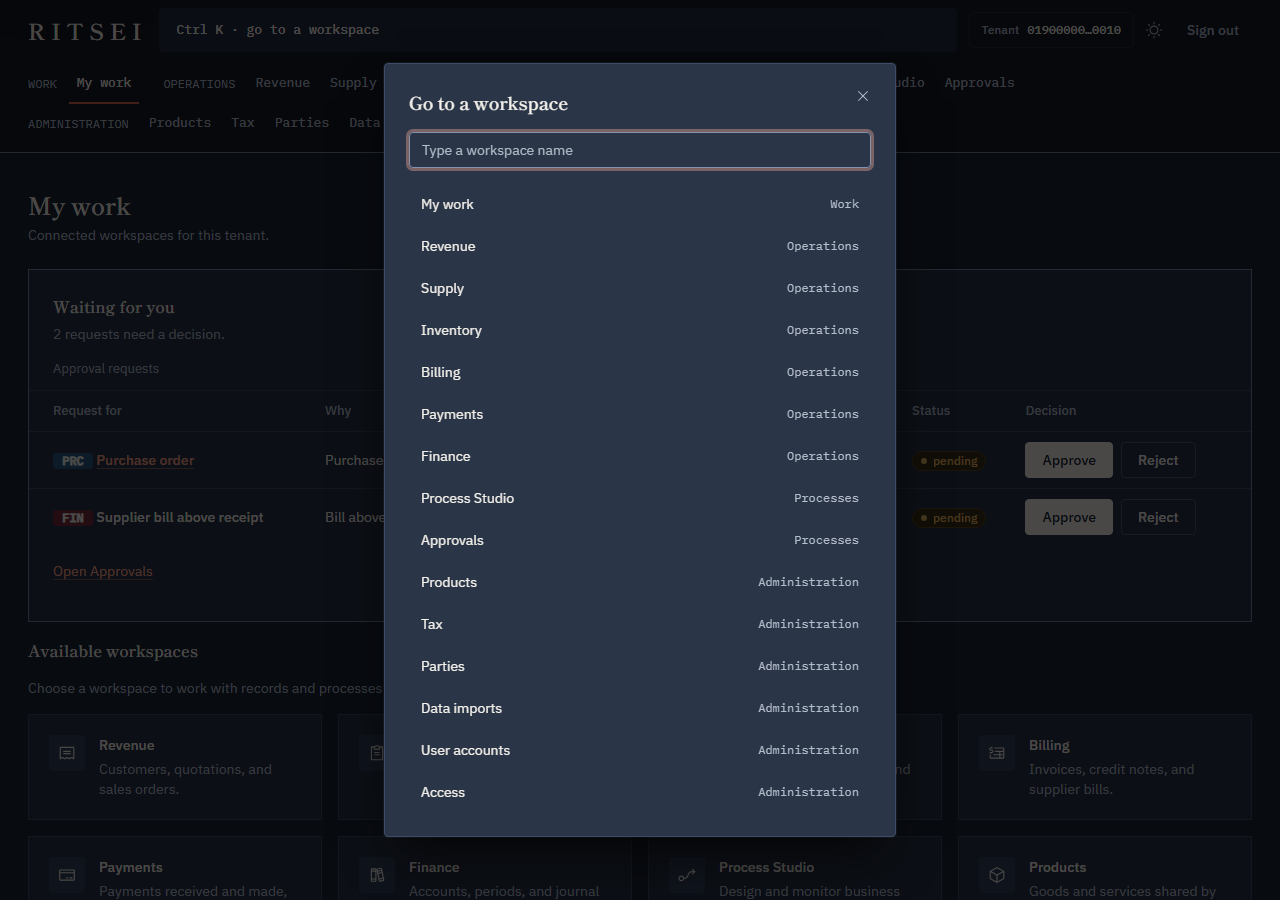 RITSEI
Ctrl K · go to a workspace
Tenant 01900000…0010
Sign out
WORK My work OPERATIONS Revenue Supply
Approvals
ADMINISTRATION Products Tax Parties Data
Go to a workspace
Type a workspace name
My work Work
Revenue Operations
Supply Operations
Inventory Operations
Billing Operations
Payments Operations
Finance Operations
Process Studio Processes
Approvals Processes
Products Administration
Tax Administration
Parties Administration
Data imports Administration
User accounts Administration
Access Administration
My work
Connected workspaces for this tenant.
Waiting for you
2 requests need a decision.
Approval requests
Request for Why Status Decision
PRC Purchase order Purchase pending Approve Reject
FIN Supplier bill above receipt Bill above pending Approve Reject
Open Approvals
Available workspaces
Choose a workspace to work with records and processes
Revenue
Customers, quotations, and
sales orders.
Billing
Invoices, credit notes, and
supplier bills.
Payments
Payments received and made,
Finance
Accounts, periods, and journal
Process Studio
Design and monitor business
Products
Goods and services shared by